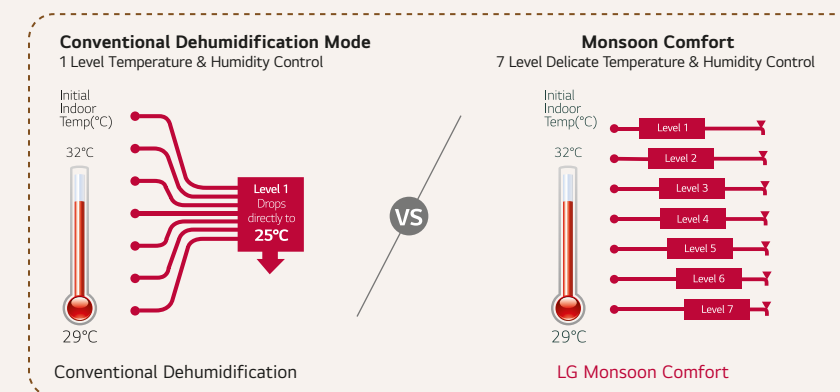 Conventional Dehumidification Mode
1 Level Temperature & Humidity Control
Initial
Indoor
Temp(°C)
32°C
29°C
Level 1
Drops
directly to
25°C
Conventional Dehumidification
VS
Monsoon Comfort
7 Level Delicate Temperature & Humidity Control
Initial
Indoor
Temp(°C)
32°C
29°C
Level 1
Level 2
Level 3
Level 4
Level 5
Level 6
Level 7
LG Monsoon Comfort